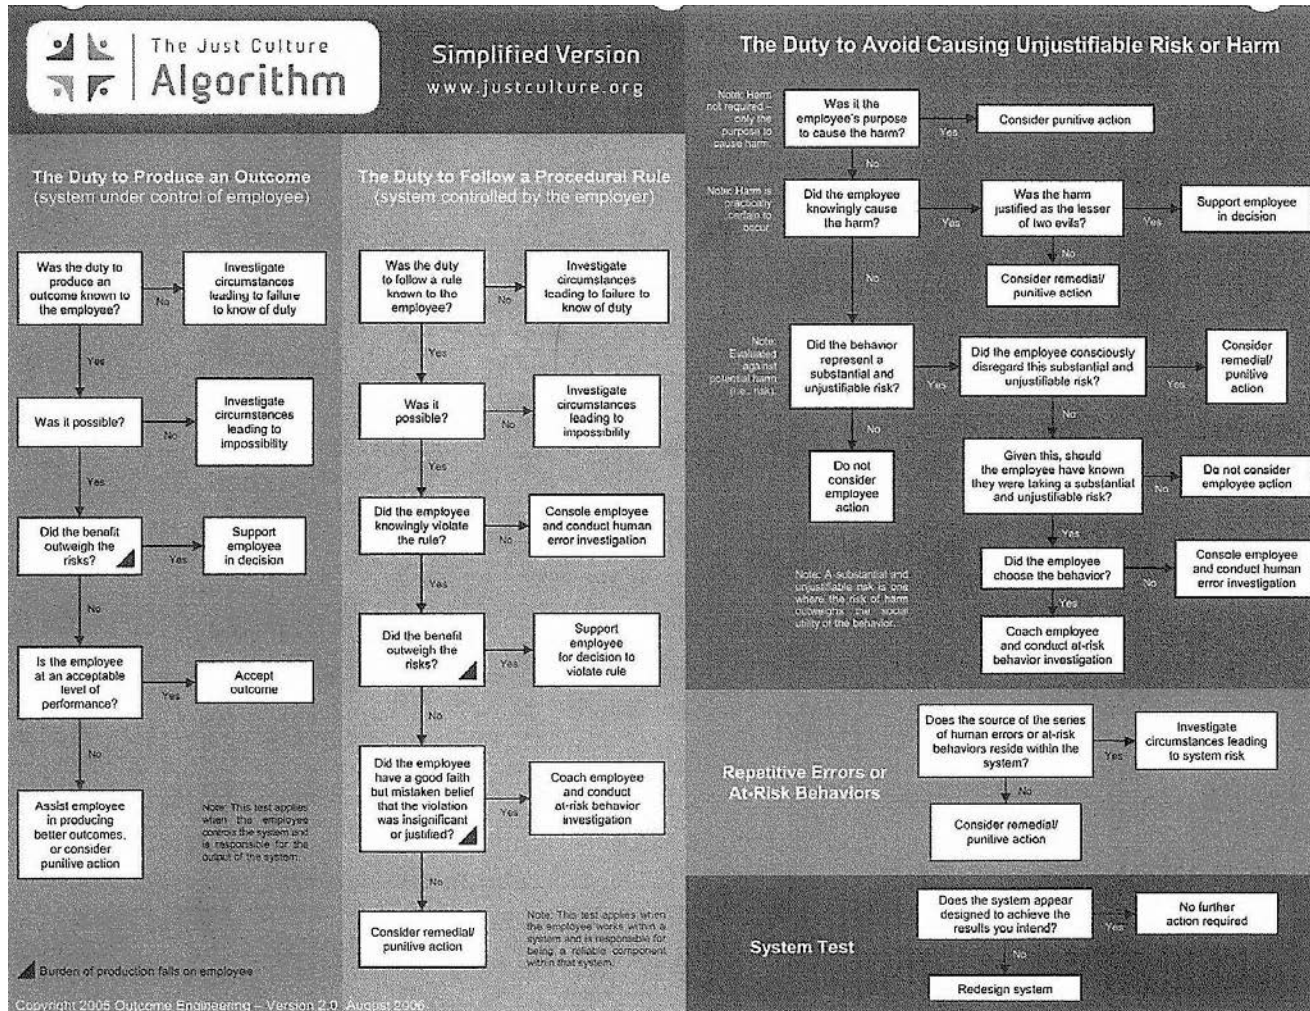 The Just Culture
Algorithm
Simplified Version
www.justculture.org
The Duty to Produce an Outcome
(system under control of employee)
Was the duty to
produce an
outcome known to
the employee?
No
Investigate
circumstances
leading to failure
to know of duty
Yes
Was it possible?
No
Investigate
circumstances
leading to
impossibility
Yes
Did the benefit
outweigh the
risks?
Yes
Support
employee
in decision
No
Is the employee
at an acceptable
level of
performance?
Yes
Accept
outcome
No
Assist employee
in producing
better outcomes,
or consider
punitive action
Note: This test applies
when the employee
controls the system and
is responsible for the
output of the system.
Burden of production falls on employee
Copyright 2005 Outcome Engineering – Version 2.0 August 2006.
The Duty to Follow a Procedural Rule
(system controlled by the employer)
Was the duty
to follow a rule
known to the
employee?
No
Investigate
circumstances
leading to failure
to know of duty
Yes
Was it
possible?
No
Investigate
circumstances
leading to
impossibility
Yes
Did the employee
knowingly violate
the rule?
No
Console employee
and conduct human
error investigation
Yes
Did the benefit
outweigh the
risks?
Yes
Support
employee
for decision to
violate rule
No
Did the employee
have a good faith
but mistaken belief
that the violation
was insignificant
or justified?
Yes
Coach employee
and conduct
at-risk behavior
investigation
No
Consider remedial/
punitive action
Note: This test applies when
the employee works within a
system and is responsible for
being a reliable component
within that system.
The Duty to Avoid Causing Unjustifiable Risk or Harm
Note: Harm
not required –
only the
purpose to
cause harm.
Was it the
employee's purpose
to cause the harm?
Yes
Consider punitive action
No
Note: Harm is
practically
certain to
occur.
Did the employee
knowingly cause
the harm?
Yes
Was the harm
justified as the lesser
of two evils?
Yes
Support employee
in decision
No
Consider remedial/
punitive action
No
Note:
Evaluated
against
potential harm
(i.e., risk).
Did the behavior
represent a
substantial and
unjustifiable risk?
Yes
Did the employee consciously
disregard this substantial and
unjustifiable risk?
Yes
Consider
remedial/
punitive
action
No
Do not
consider
employee
action
No
Given this, should
the employee have known
they were taking a substantial
and unjustifiable risk?
No
Do not consider
employee action
Yes
Did the employee
choose the behavior?
No
Console employee
and conduct human
error investigation
Yes
Coach employee
and conduct at-risk
behavior investigation
Note: A substantial and
unjustifiable risk is one
where the risk of harm
outweighs the social
utility of the behavior.
Repetitive Errors or
At-Risk Behaviors
Does the source of the series
of human errors or at-risk
behaviors reside within the
system?
Yes
Investigate
circumstances leading
to system risk
No
Consider remedial/
punitive action
System Test
Does the system appear
designed to achieve the
results you intend?
Yes
No further
action required
No
Redesign system